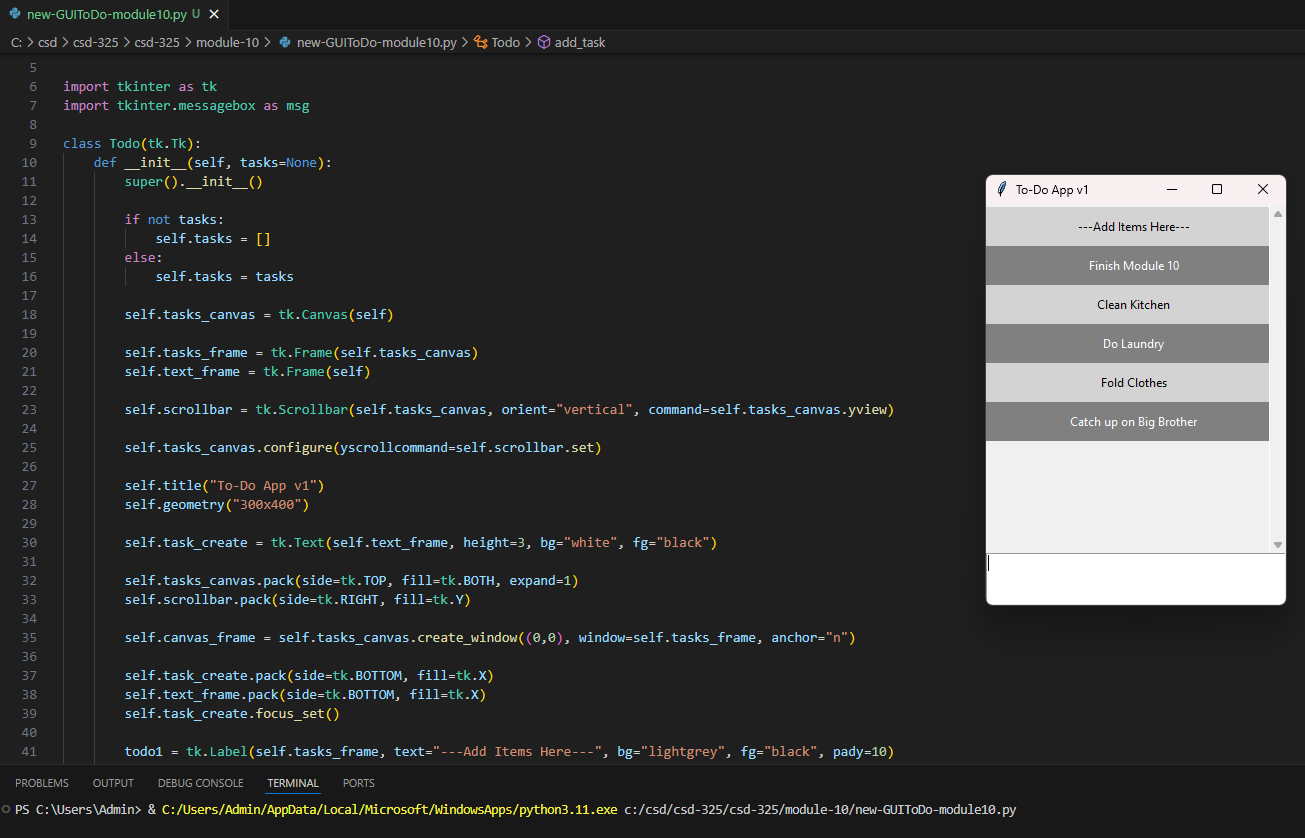 new-GUIToDo-module10.py U
C: > csd > csd-325 > csd-325 > module-10 > new-GUIToDo-module10.py > Todo > add_task
5
6 import tkinter as tk
7 import tkinter.messagebox as msg
8
9 class Todo(tk.Tk):
10     def __init__(self, tasks=None):
11         super().__init__()
12
13         if not tasks:
14             self.tasks = []
15         else:
16             self.tasks = tasks
17
18         self.tasks_canvas = tk.Canvas(self)
19
20         self.tasks_frame = tk.Frame(self.tasks_canvas)
21         self.text_frame = tk.Frame(self)
22
23         self.scrollbar = tk.Scrollbar(self.tasks_canvas, orient="vertical", command=self.tasks_canvas.yview)
24
25         self.tasks_canvas.configure(yscrollcommand=self.scrollbar.set)
26
27         self.title("To-Do App v1")
28         self.geometry("300x400")
29
30         self.task_create = tk.Text(self.text_frame, height=3, bg="white", fg="black")
31
32         self.tasks_canvas.pack(side=tk.TOP, fill=tk.BOTH, expand=1)
33         self.scrollbar.pack(side=tk.RIGHT, fill=tk.Y)
34
35         self.canvas_frame = self.tasks_canvas.create_window((0,0), window=self.tasks_frame, anchor="n")
36
37         self.task_create.pack(side=tk.BOTTOM, fill=tk.X)
38         self.text_frame.pack(side=tk.BOTTOM, fill=tk.X)
39         self.task_create.focus_set()
40
41         todo1 = tk.Label(self.tasks_frame, text="---Add Items Here---", bg="lightgrey", fg="black", pady=10)
To-Do App v1
---Add Items Here---
Finish Module 10
Clean Kitchen
Do Laundry
Fold Clothes
Catch up on Big Brother
PROBLEMS OUTPUT DEBUG CONSOLE TERMINAL PORTS
PS C:\Users\Admin> & C:/Users/Admin/AppData/Local/Microsoft/WindowsApps/python3.11.exe c:/csd/csd-325/csd-325/module-10/new-GUIToDo-module10.py